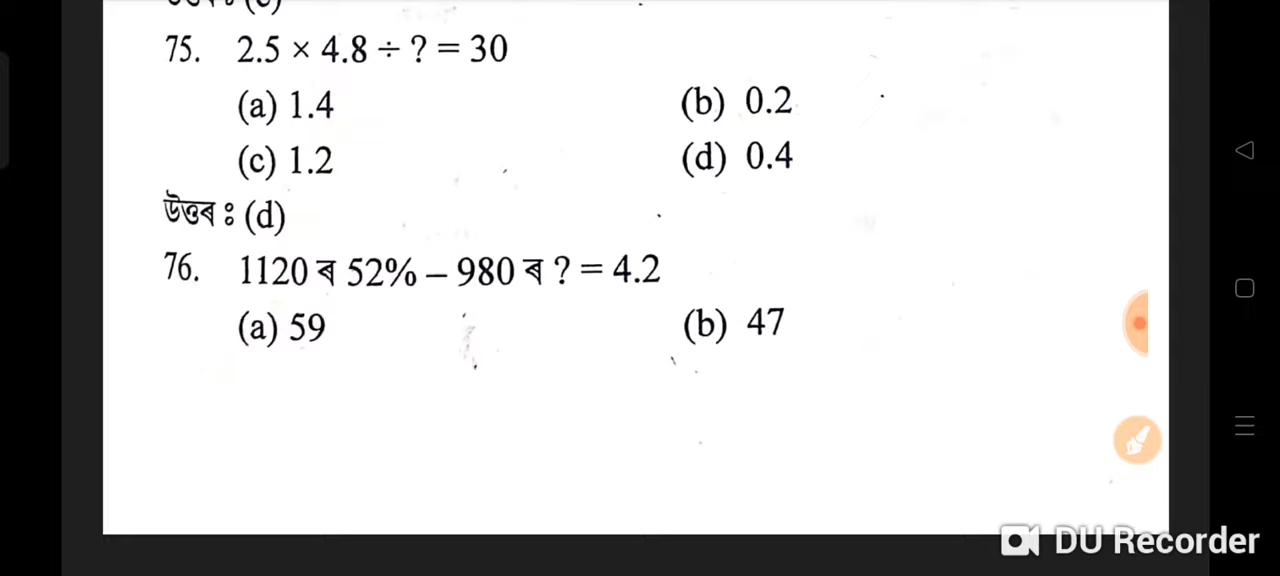 75. 2.5 × 4.8 ÷ ? = 30
(a) 1.4 (b) 0.2
(c) 1.2 (d) 0.4
উত্তৰ ঃ (d)
76. 1120 ৰ 52% – 980 ৰ ? = 4.2
(a) 59 (b) 47
DU Recorder